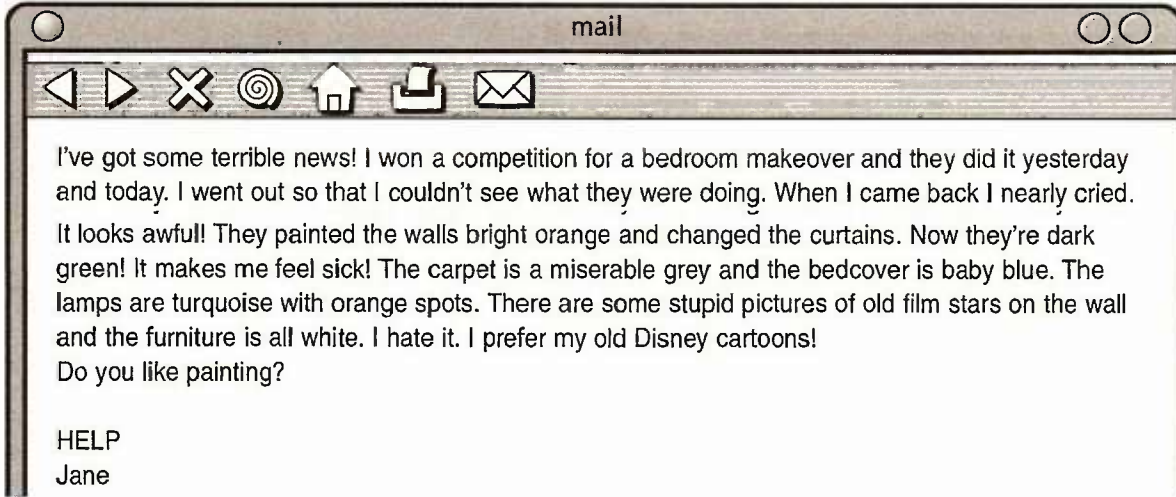 mail
I've got some terrible news! I won a competition for a bedroom makeover and they did it yesterday
and today. I went out so that I couldn't see what they were doing. When I came back I nearly cried.
It looks awful! They painted the walls bright orange and changed the curtains. Now they're dark
green! It makes me feel sick! The carpet is a miserable grey and the bedcover is baby blue. The
lamps are turquoise with orange spots. There are some stupid pictures of old film stars on the wall
and the furniture is all white. I hate it. I prefer my old Disney cartoons!
Do you like painting?
HELP
Jane